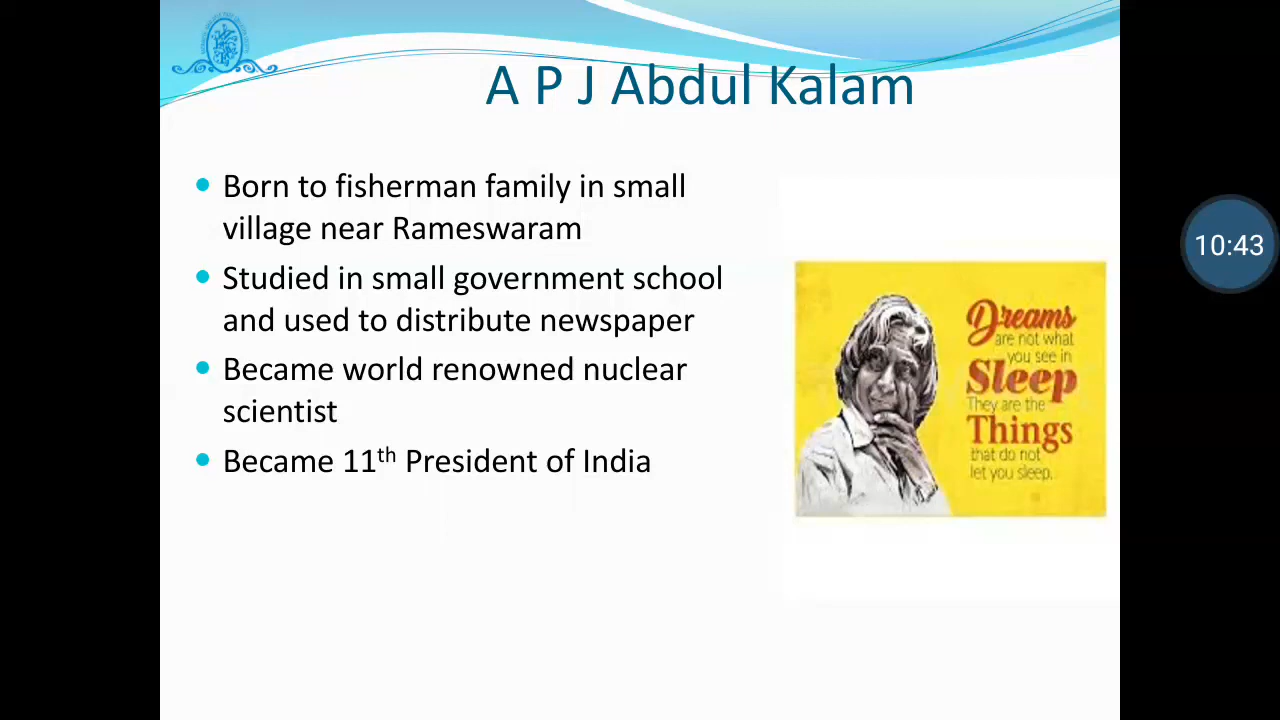 A P J Abdul Kalam
Born to fisherman family in small
village near Rameswaram
Studied in small government school
and used to distribute newspaper
Became world renowned nuclear
scientist
Became 11th President of India
Dreams
are not what
you see in
Sleep
They are the
Things
that do not
let you sleep.
10:43